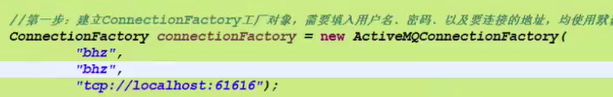 //第一步：建立ConnectionFactory工厂对象，需要填入用户名、密码、以及要连接的地址，均使用默
ConnectionFactory connectionFactory = new ActiveMQConnectionFactory(
"bhz",
"bhz",
"tcp://localhost:61616");